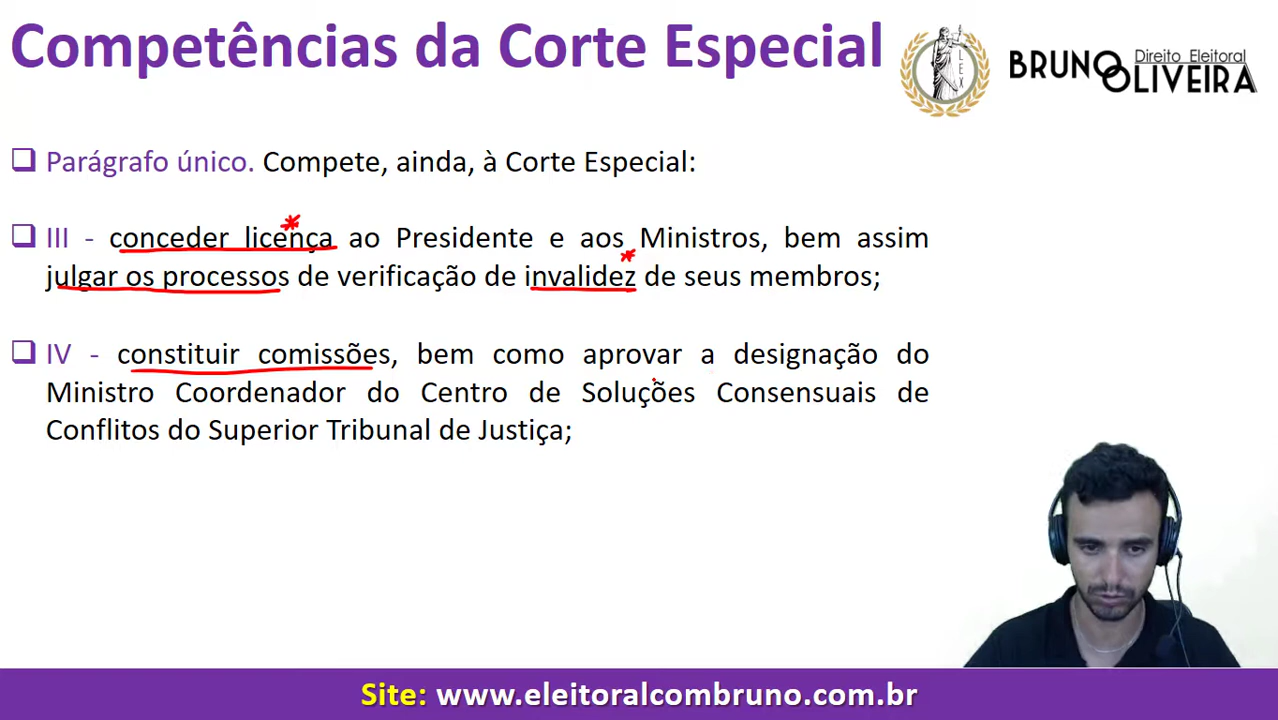 Competências da Corte Especial
LEX
Direito Eleitoral
BRUNO
OLIVEIRA
Parágrafo único. Compete, ainda, à Corte Especial:
III - conceder licença ao Presidente e aos Ministros, bem assim
julgar os processos de verificação de invalidez de seus membros;
IV - constituir comissões, bem como aprovar a designação do
Ministro Coordenador do Centro de Soluções Consensuais de
Conflitos do Superior Tribunal de Justiça;
Site: www.eleitoralcombruno.com.br